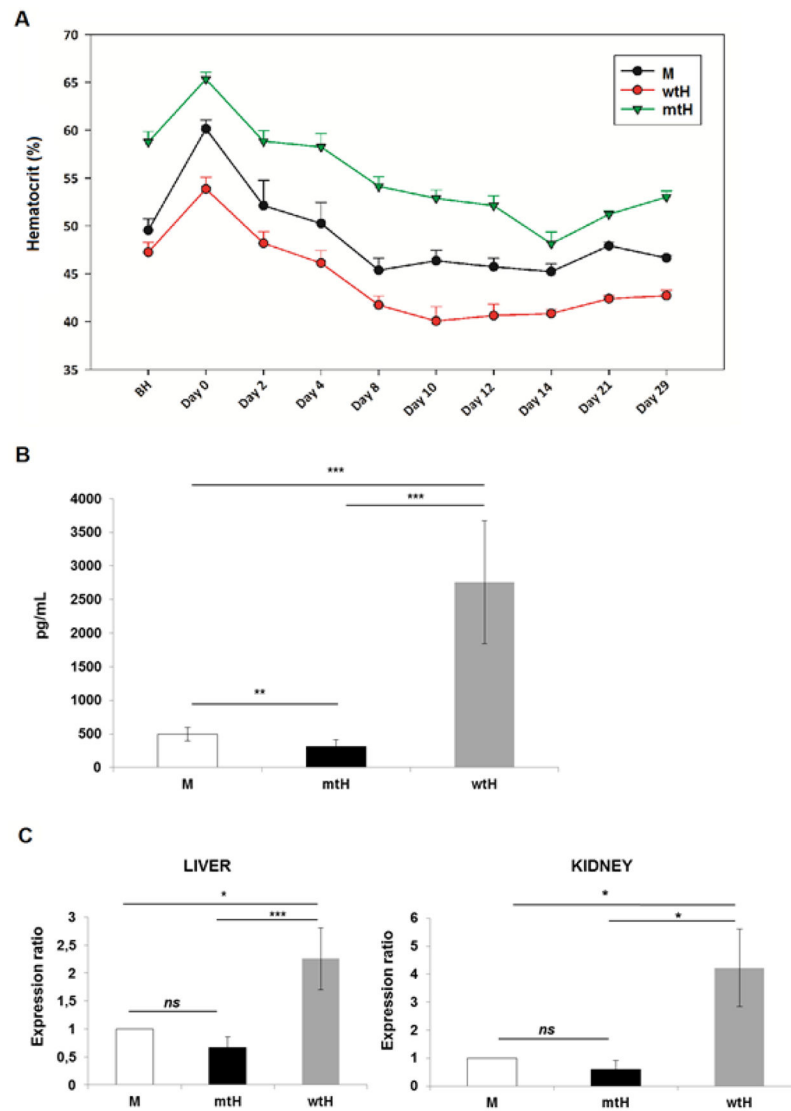 A
70
65
60
55
50
45
40
35
Hematocrit (%)
M
wtH
mtH
BH
Day 0
Day 2
Day 4
Day 8
Day 10
Day 12
Day 14
Day 21
Day 29
B
***
***
**
4000
3500
3000
2500
2000
1500
1000
500
0
pg/mL
M
mtH
wtH
C
LIVER
*
***
ns
3
2,5
2
1,5
1
0,5
0
Expression ratio
M
mtH
wtH
KIDNEY
*
*
ns
6
5
4
3
2
1
0
Expression ratio
M
mtH
wtH